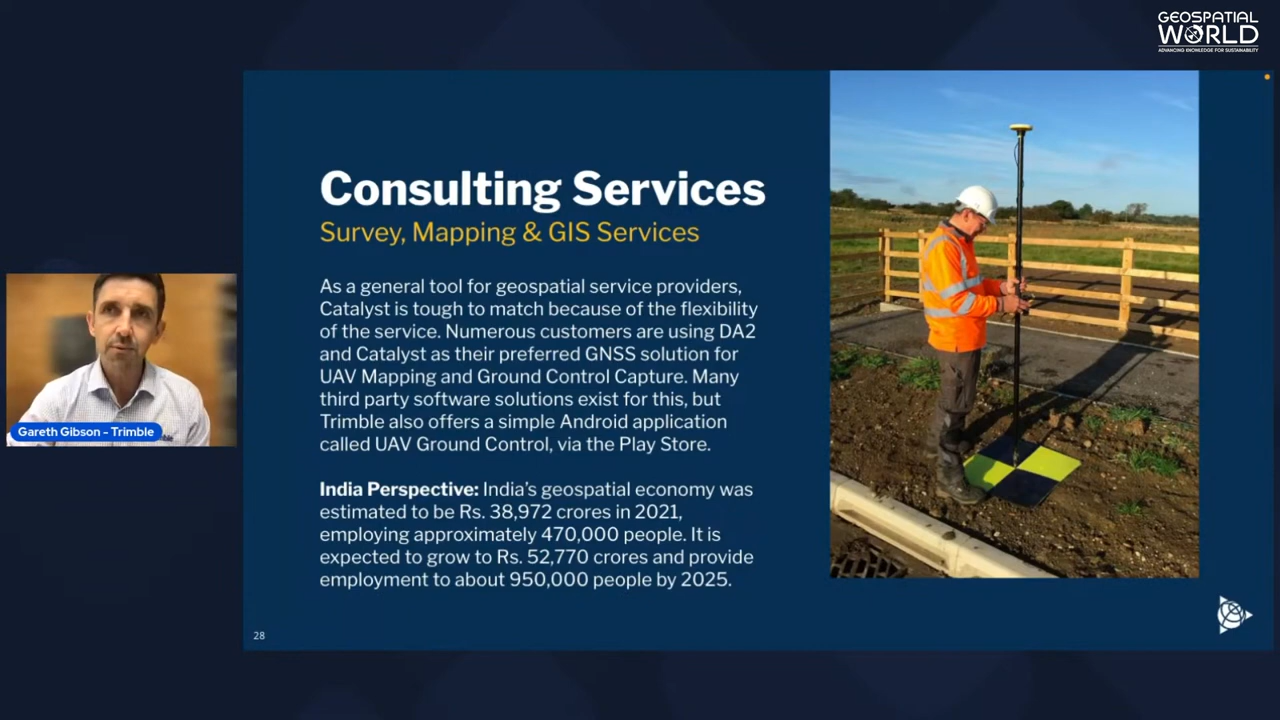 GEOSPATIAL
WORLD
ADVANCING KNOWLEDGE FOR SUSTAINABILITY
Consulting Services
Survey, Mapping & GIS Services
As a general tool for geospatial service providers,
Catalyst is tough to match because of the flexibility
of the service. Numerous customers are using DA2
and Catalyst as their preferred GNSS solution for
UAV Mapping and Ground Control Capture. Many
third party software solutions exist for this, but
Trimble also offers a simple Android application
called UAV Ground Control, via the Play Store.
India Perspective: India's geospatial economy was
estimated to be Rs. 38,972 crores in 2021,
employing approximately 470,000 people. It is
expected to grow to Rs. 52,770 crores and provide
employment to about 950,000 people by 2025.
Gareth Gibson - Trimble
28